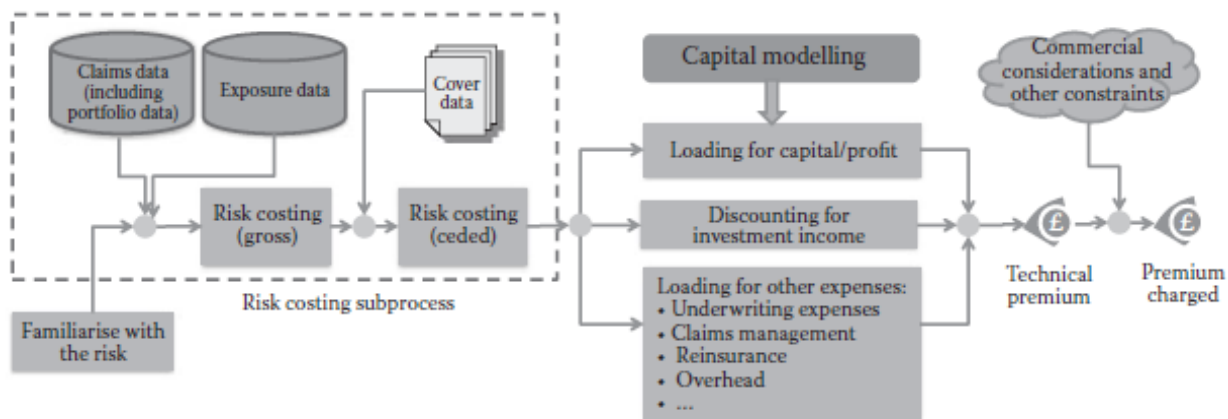 Claims data
(including
portfolio data)
Exposure data
Cover
data
Risk costing
(gross)
Risk costing
(ceded)
Risk costing subprocess
Familiarise with
the risk
Capital modelling
Loading for capital/profit
Discounting for
investment income
Loading for other expenses:
• Underwriting expenses
• Claims management
• Reinsurance
• Overhead
• ...
Commercial
considerations and
other constraints
£
Technical
premium
£
Premium
charged